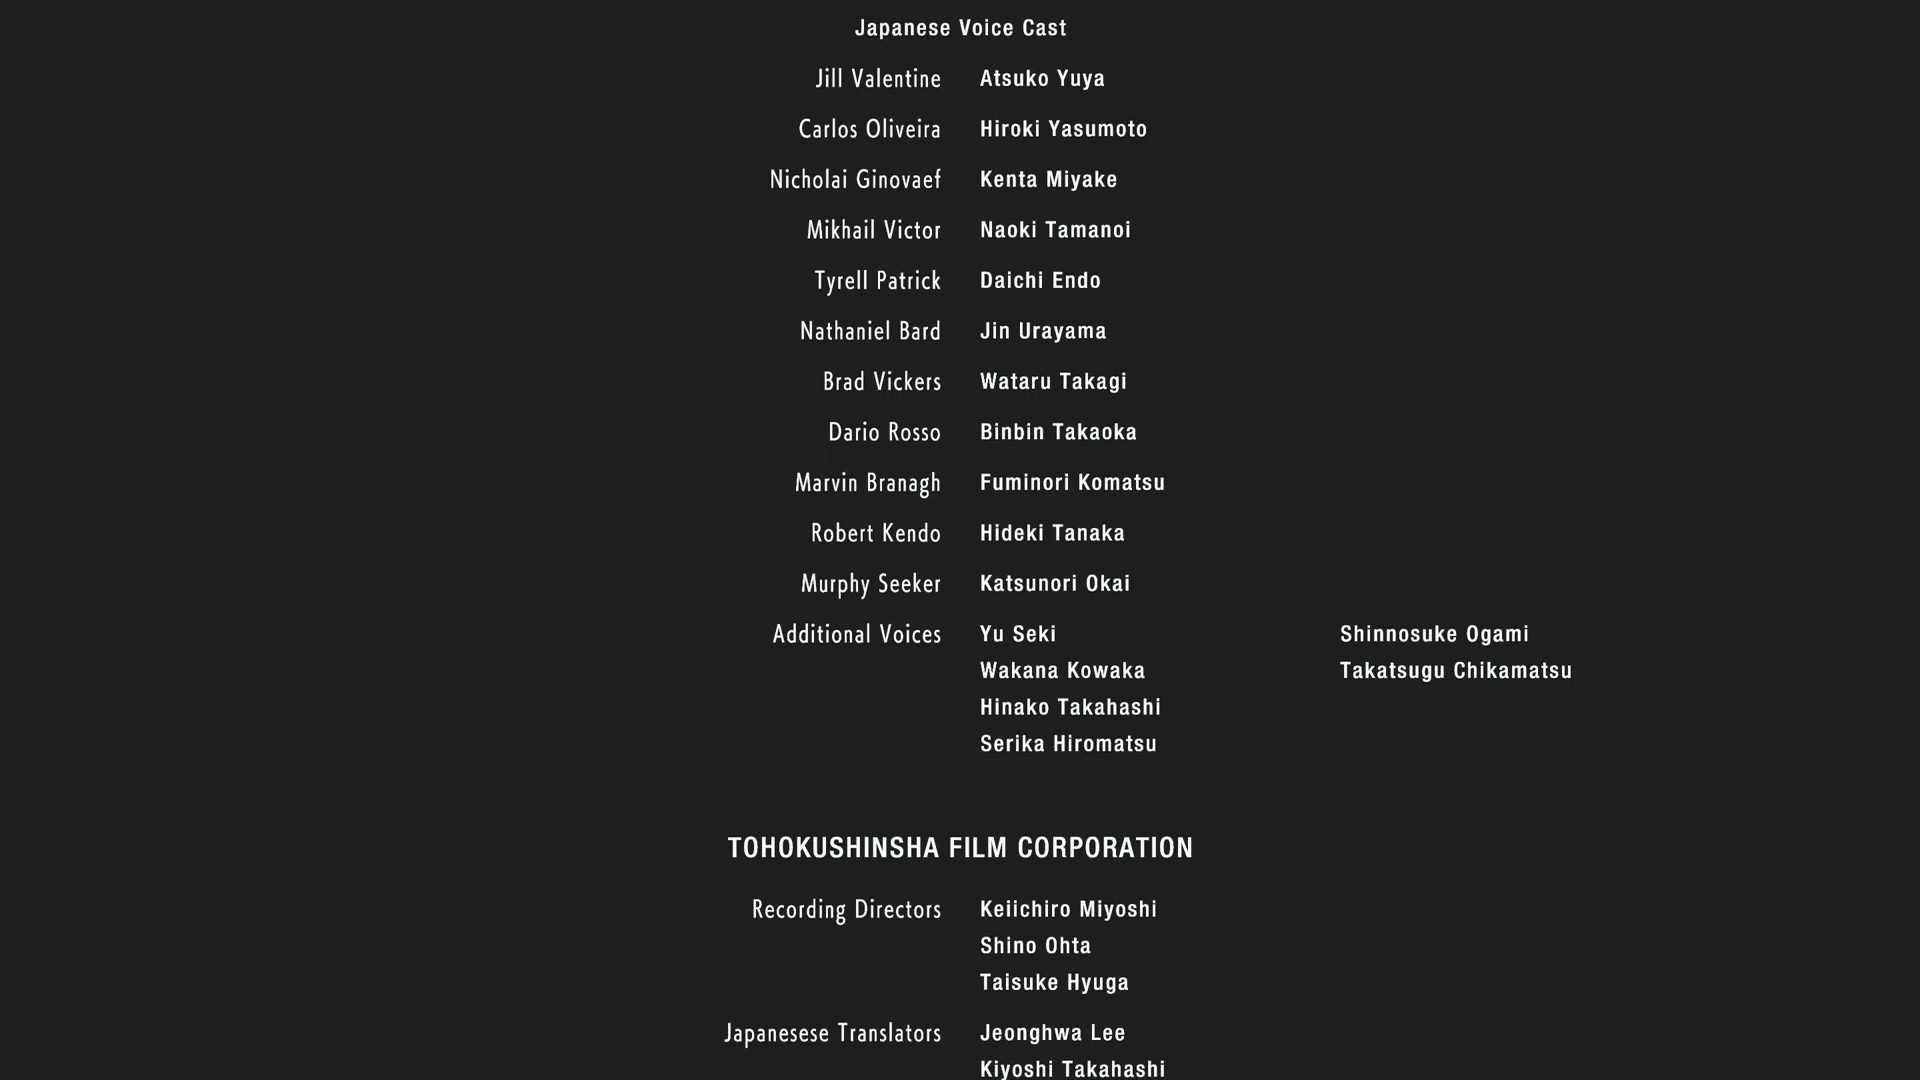 Japanese Voice Cast
Jill Valentine Atsuko Yuya
Carlos Oliveira Hiroki Yasumoto
Nicholai Ginovaef Kenta Miyake
Mikhail Victor Naoki Tamanoi
Tyrell Patrick Daichi Endo
Nathaniel Bard Jin Urayama
Brad Vickers Wataru Takagi
Dario Rosso Binbin Takaoka
Marvin Branagh Fuminori Komatsu
Robert Kendo Hideki Tanaka
Murphy Seeker Katsunori Okai
Additional Voices Yu Seki Shinnosuke Ogami
Wakana Kowaka Takatsugu Chikamatsu
Hinako Takahashi
Serika Hiromatsu
TOHOKUSHINSHA FILM CORPORATION
Recording Directors Keiichiro Miyoshi
Shino Ohta
Taisuke Hyuga
Japanesese Translators Jeonghwa Lee
Kiyoshi Takahashi